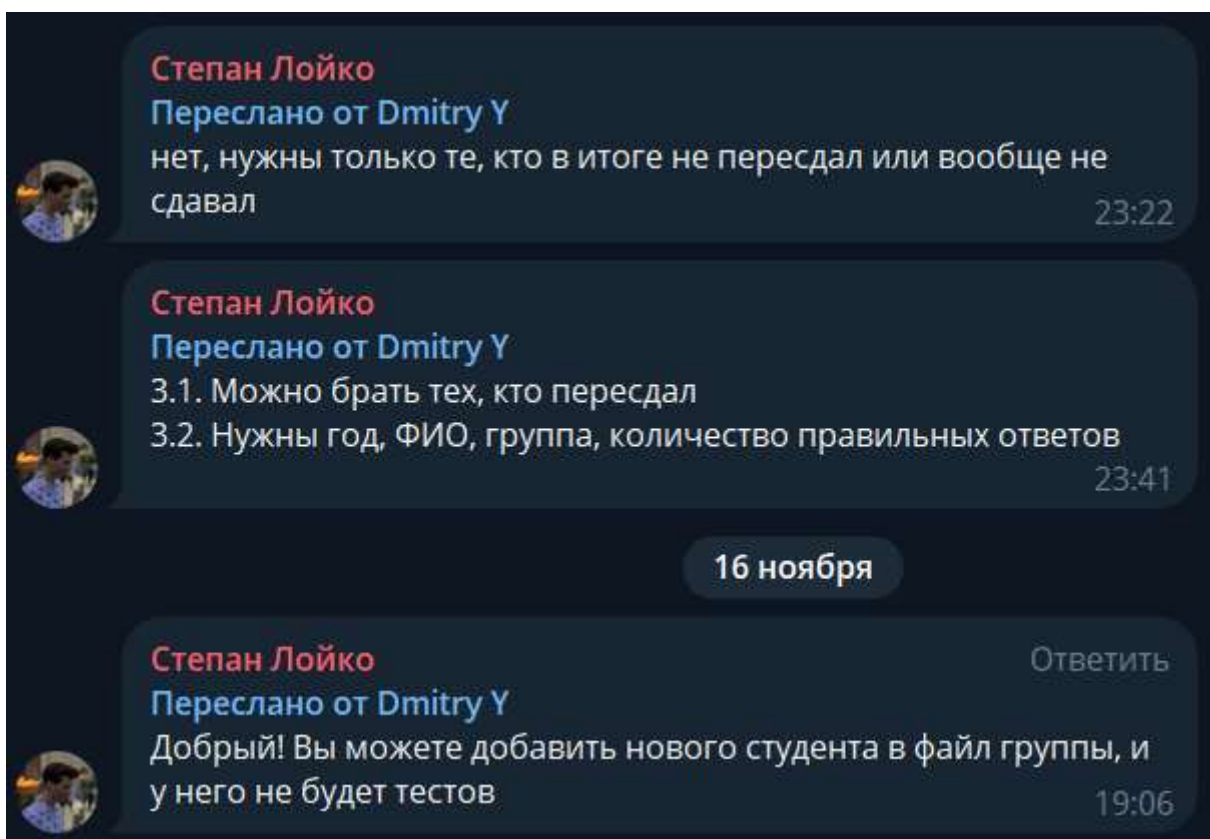 Степан Лойко
Переслано от Dmitry Y
нет, нужны только те, кто в итоге не пересдал или вообще не
сдавал
23:22
Степан Лойко
Переслано от Dmitry Y
3.1. Можно брать тех, кто пересдал
3.2. Нужны год, ФИО, группа, количество правильных ответов
23:41
16 ноября
Степан Лойко
Ответить
Переслано от Dmitry Y
Добрый! Вы можете добавить нового студента в файл группы, и
у него не будет тестов
19:06